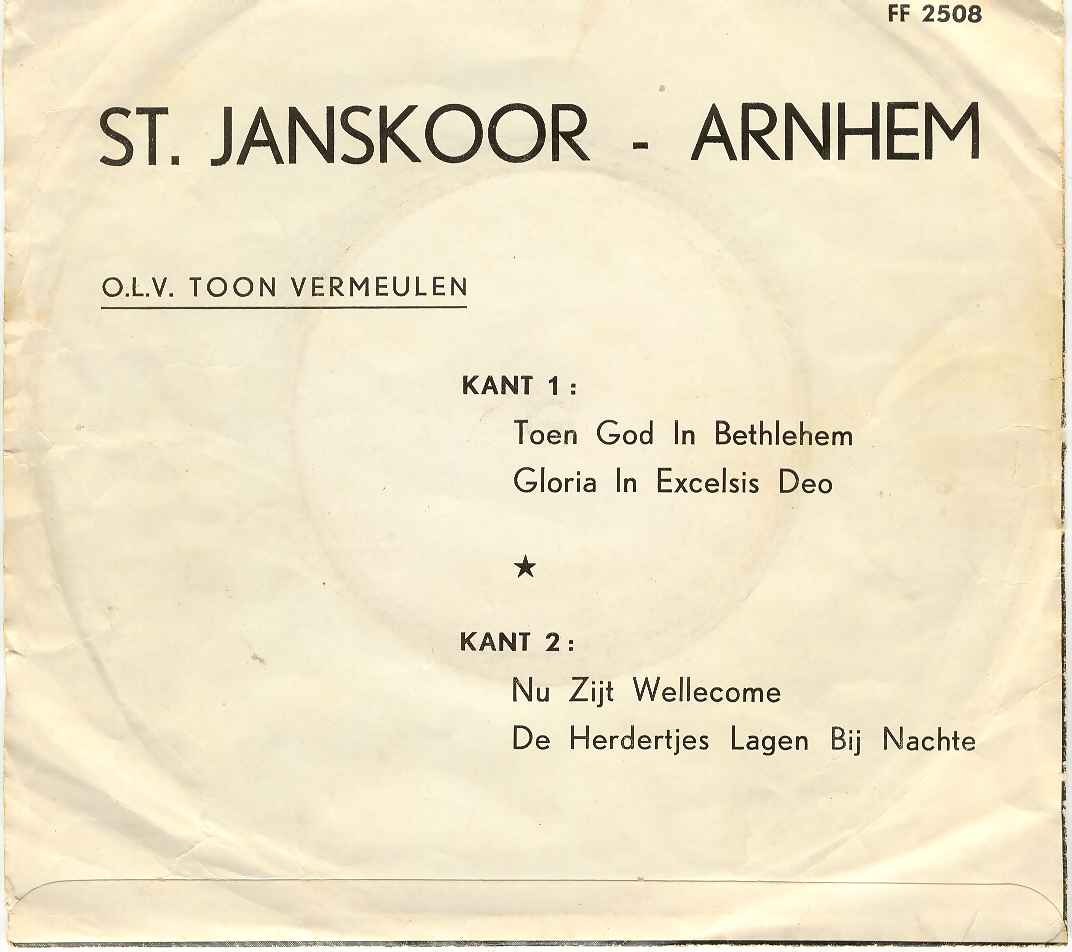 FF 2508
ST. JANSKOOR - ARNHEM
O.L.V. TOON VERMEULEN
KANT 1:
Toen God In Bethlehem
Gloria In Excelsis Deo
★
KANT 2:
Nu Zijt Wellecome
De Herdertjes Lagen Bij Nachte